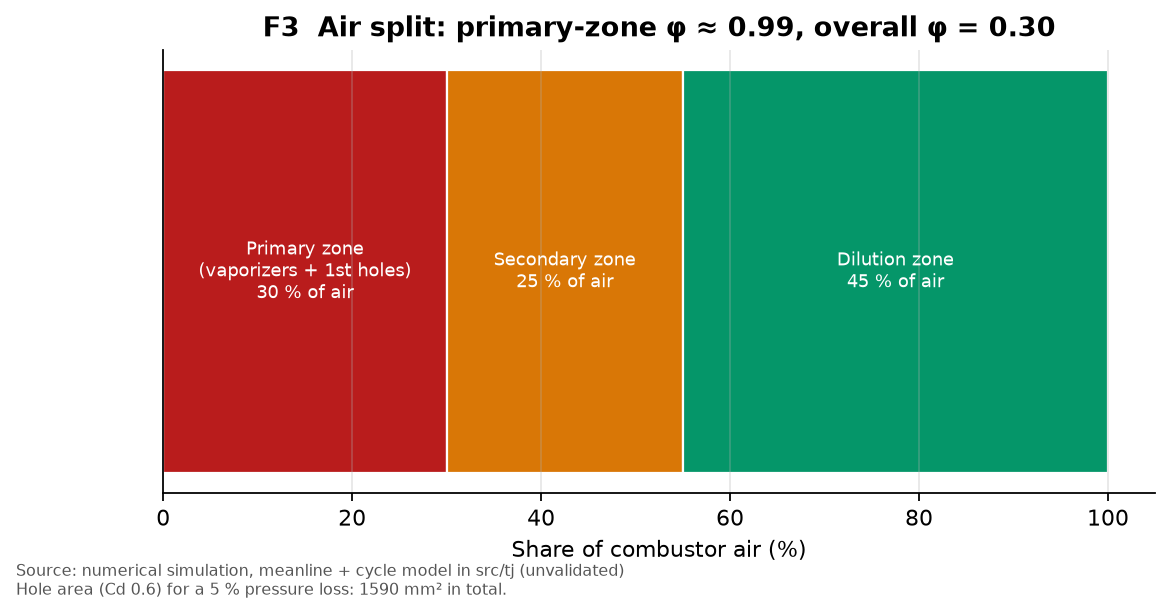 F3  Air split: primary-zone φ ≈ 0.99, overall φ = 0.30
Primary zone
(vaporizers + 1st holes)
30 % of air
Secondary zone
25 % of air
Dilution zone
45 % of air
0 20 40 60 80 100
Share of combustor air (%)
Source: numerical simulation, meanline + cycle model in src/tj (unvalidated)
Hole area (Cd 0.6) for a 5 % pressure loss: 1590 mm² in total.